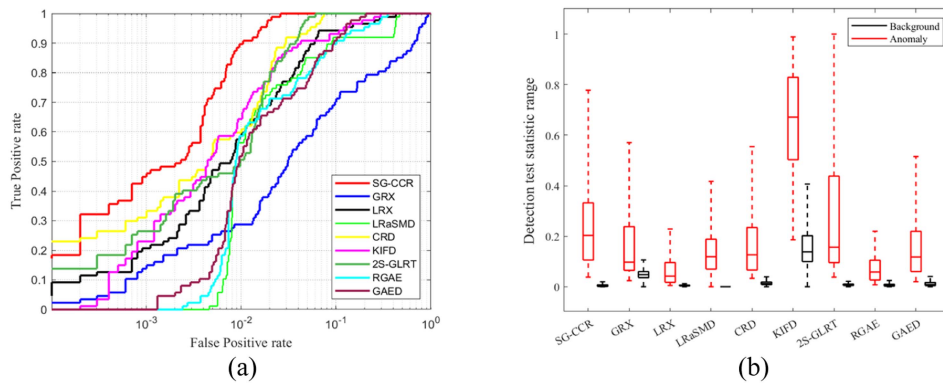 (a)
True Positive rate
1
0.9
0.8
0.7
0.6
0.5
0.4
0.3
0.2
0.1
0
10-3
10-2
10-1
100
False Positive rate
SG-CCR
GRX
LRX
LRaSMD
CRD
KIFD
2S-GLRT
RGAE
GAED
(a)
b)
Detection test statistic range
1
0.8
0.6
0.4
0.2
0
Background
Anomaly
SG-CCR
GRX
LRX
LRaSMD
CRD
KIFD
2S-GLRT
RGAE
GAED
(b)